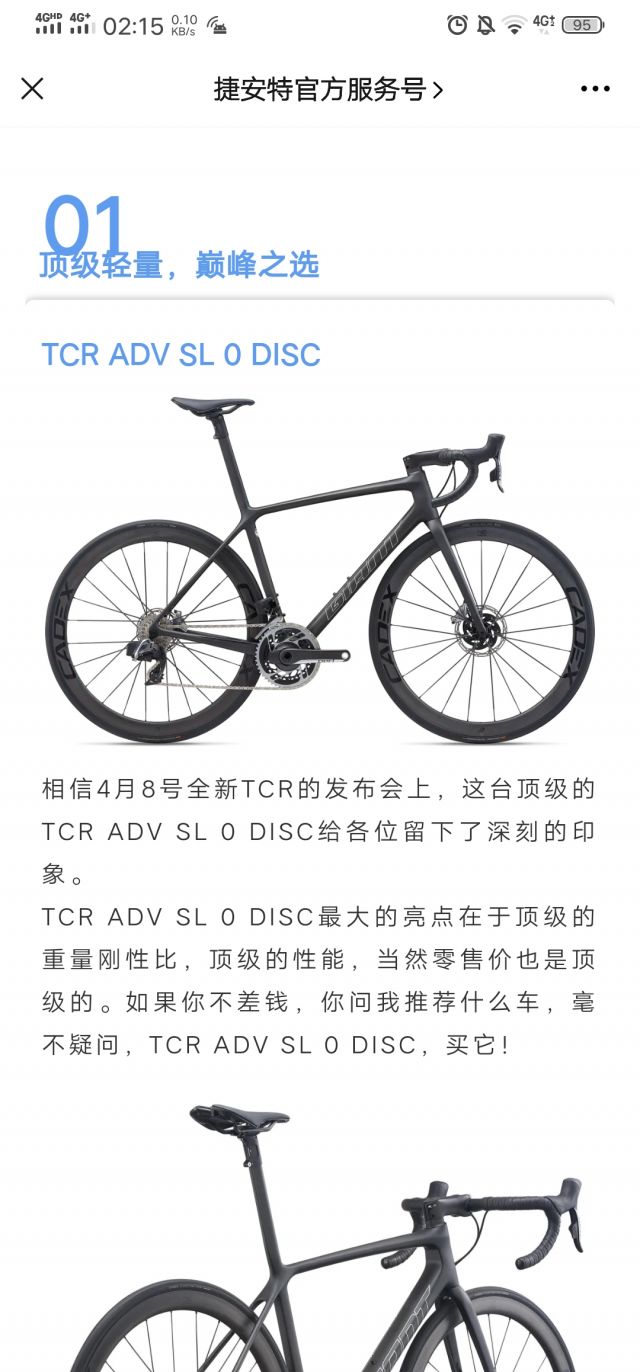 4GHD 4G+ 02:15 0.10 KB/s 4G 95
捷安特官方服务号
01
顶级轻量，巅峰之选
TCR ADV SL 0 DISC
GIANT
CADEX
CADEX
CADEX
相信4月8号全新TCR的发布会上，这台顶级的
TCR ADV SL 0 DISC给各位留下了深刻的印
象。
TCR ADV SL 0 DISC最大的亮点在于顶级的
重量刚性比，顶级的性能，当然零售价也是顶
级的。如果你不差钱，你问我推荐什么车，毫
不疑问，TCR ADV SL 0 DISC，买它！